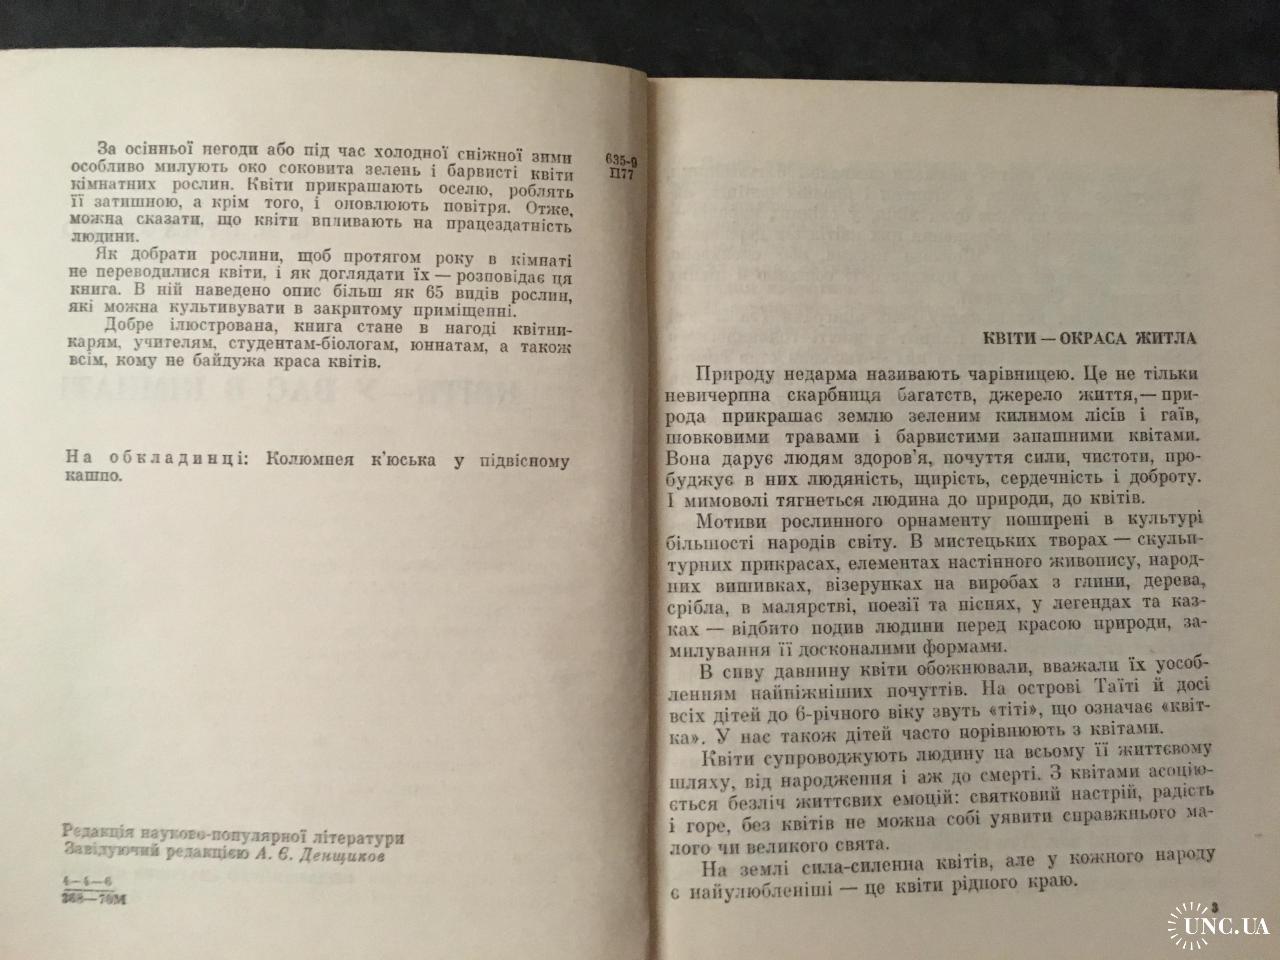 За осінньої негоди або під час холодної сніжної зими
особливо милують око соковита зелень і барвисті квіти
кімнатних рослин. Квіти прикрашають оселю, роблять
її затишною, а крім того, і оновлюють повітря. Отже,
можна сказати, що квіти впливають на працездатність
людини.
Як добрати рослини, щоб протягом року в кімнаті
не переводилися квіти, і як доглядати їх — розповідає ця
книга. В ній наведено опис більш як 65 видів рослин,
які можна культивувати в закритому приміщенні.
Добре ілюстрована, книга стане в нагоді квітни-
карям, учителям, студентам-біологам, юннатам, а також
всім, кому не байдужа краса квітів.
635-9
П77
На обкладинці: Колюмнея к'юська у підвісному
кашпо.
Редакція науково-популярної літератури
Завідуючий редакцією А. Є. Денщиков
4—4—6
368—70М
КВІТИ — ОКРАСА ЖИТЛА
Природу недарма називають чарівницею. Це не тільки
невичерпна скарбниця багатств, джерело життя,— при-
рода прикрашає землю зеленим килимом лісів і гаїв,
шовковими травами і барвистими запашними квітами.
Вона дарує людям здоров'я, почуття сили, чистоти, про-
буджує в них людяність, щирість, сердечність і доброту.
І мимоволі тягнеться людина до природи, до квітів.
Мотиви рослинного орнаменту поширені в культурі
більшості народів світу. В мистецьких творах — скульп-
турних прикрасах, елементах настінного живопису, народ-
них вишивках, візерунках на виробах з глини, дерева,
срібла, в малярстві, поезії та піснях, у легендах та каз-
ках — відбито подив людини перед красою природи, за-
милування її досконалими формами.
В сиву давнину квіти обожнювали, вважали їх уособ-
ленням найніжніших почуттів. На острові Таїті й досі
всіх дітей до 6-річного віку звуть «тіті», що означає «квіт-
ка». У нас також дітей часто порівнюють з квітами.
Квіти супроводжують людину на всьому її життєвому
шляху, від народження і аж до смерті. З квітами асоцію-
ється безліч життєвих емоцій: святковий настрій, радість
і горе, без квітів не можна собі уявити справжнього ма-
лого чи великого свята.
На землі сила-силенна квітів, але у кожного народу
є найулюбленіші — це квіти рідного краю.
3
UNC.UA